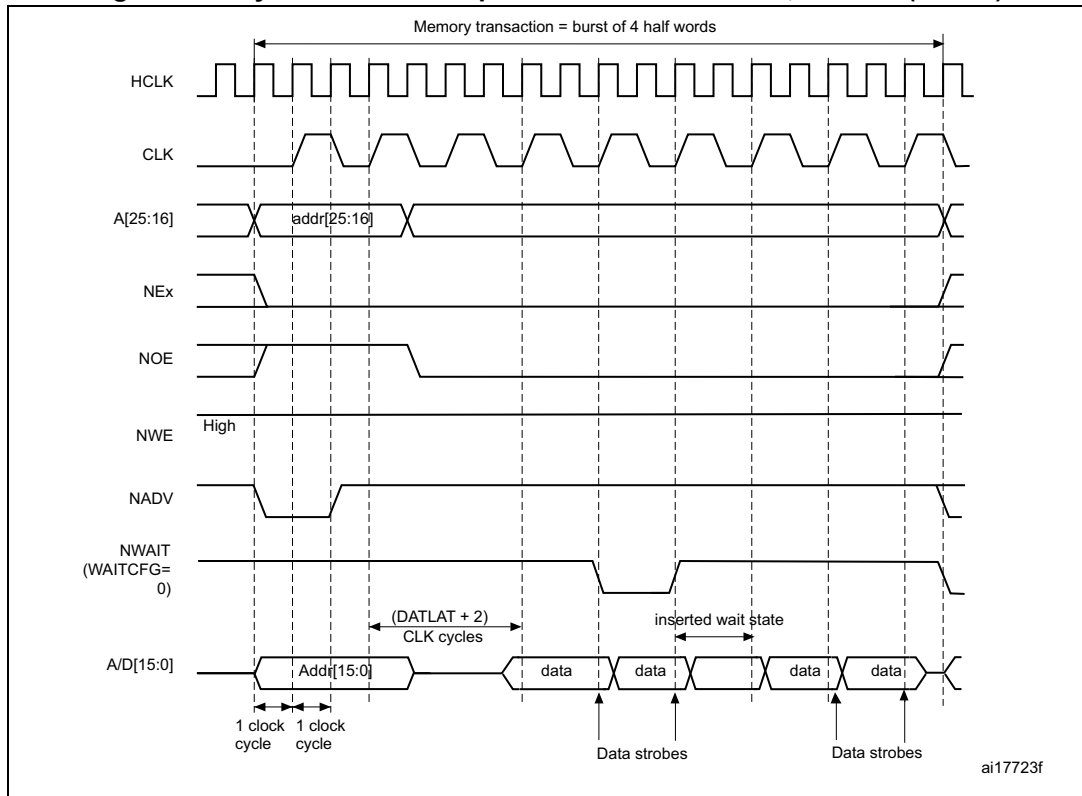 Memory transaction = burst of 4 half words
HCLK
CLK
A[25:16]
addr[25:16]
NEx
NOE
High
NWE
NADV
NWAIT
(WAITCFG=
0)
(DATLAT + 2)
CLK cycles
inserted wait state
A/D[15:0]
Addr[15:0]
data
data
data
data
1 clock
cycle
1 clock
cycle
Data strobes
Data strobes
ai17723f